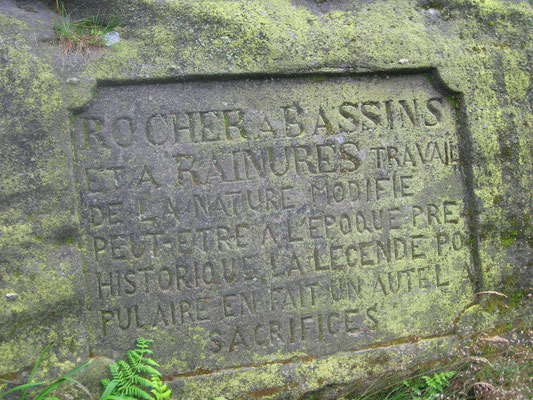 ROCHER A BASSINS
ET A RAINURES TRAVAIL
DE LA NATURE MODIFIE
PEUT-ETRE A L'EPOQUE PRE-
HISTORIQUE LA LEGENDE PO
PULAIRE EN FAIT UN AUTEL A
SACRIFICES